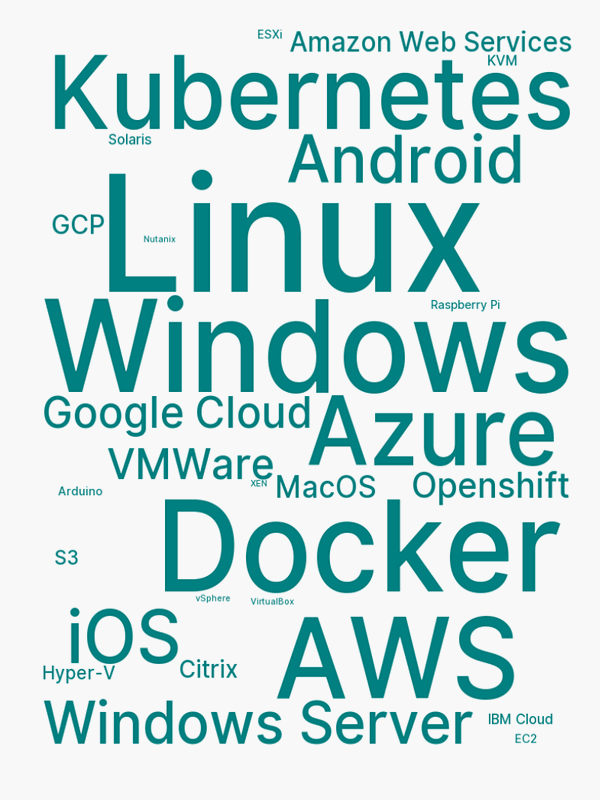 ESXi
Amazon Web Services
KVM
Kubernetes
Solaris
Android
GCP
Nutanix
Linux
Raspberry Pi
Windows
Google Cloud
Azure
VMWare
XEN
MacOS
Openshift
Arduino
Docker
S3
vSphere
VirtualBox
iOS
AWS
Hyper-V
Citrix
Windows Server
IBM Cloud
EC2